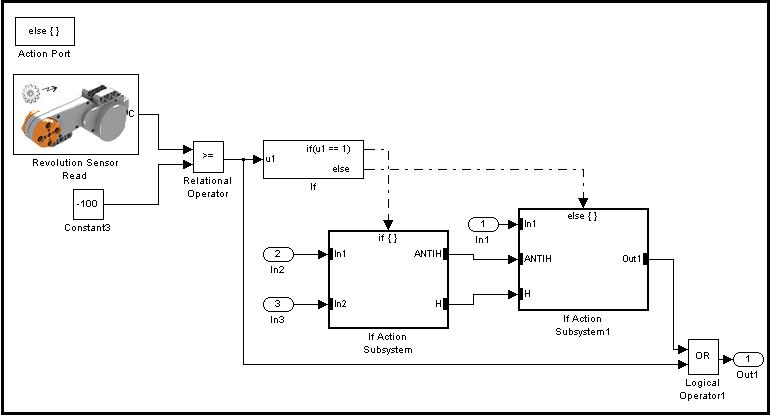 else { }
Action Port
C
Revolution Sensor
Read
-100
Constant3
>=
Relational
Operator
u1
if(u1 == 1)
else
If
2
In2
3
In3
if { }
In1
ANTIH
In2
H
If Action
Subsystem
1
In1
else { }
In1
ANTIH
Out1
H
If Action
Subsystem1
OR
Logical
Operator1
1
Out1